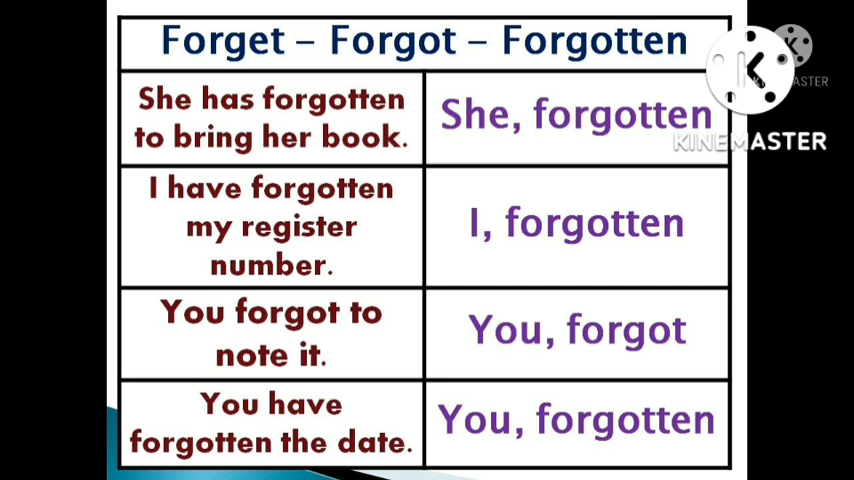 Forget – Forgot – Forgotten
She has forgotten
to bring her book.
She, forgotten
I have forgotten
my register
number.
I, forgotten
You forgot to
note it.
You, forgot
You have
forgotten the date.
You, forgotten
KINEMASTER
KINEMASTER